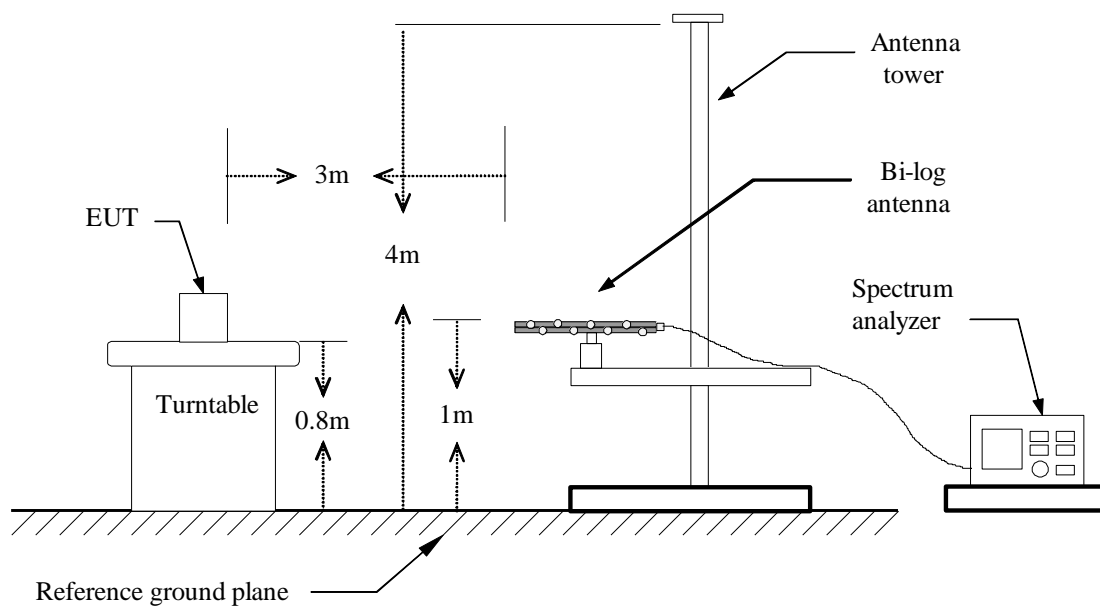 Antenna
tower
3m
Bi-log
antenna
EUT
4m
Spectrum
analyzer
Turntable
0.8m
1m
Reference ground plane